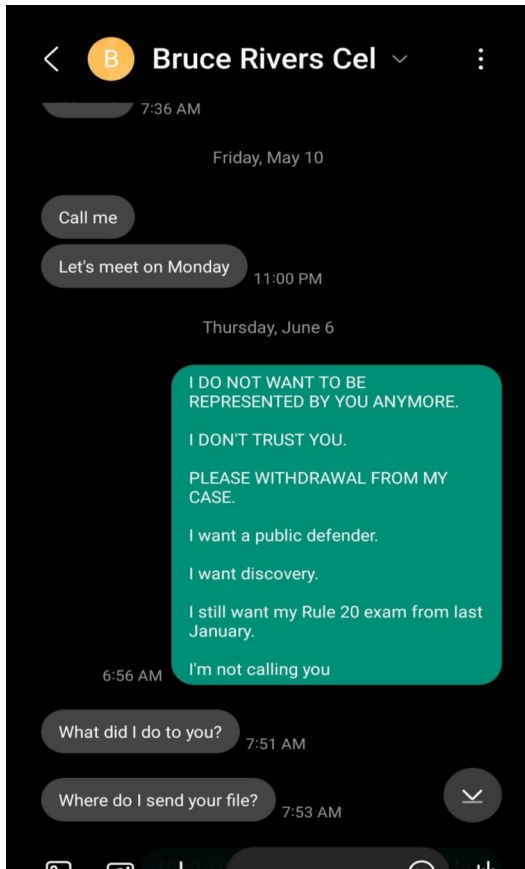 B Bruce Rivers Cel
7:36 AM
Friday, May 10
Call me
Let's meet on Monday
11:00 PM
Thursday, June 6
I DO NOT WANT TO BE
REPRESENTED BY YOU ANYMORE.
I DON'T TRUST YOU.
PLEASE WITHDRAWAL FROM MY
CASE.
I want a public defender.
I want discovery.
I still want my Rule 20 exam from last
January.
I'm not calling you
6:56 AM
What did I do to you?
7:51 AM
Where do I send your file?
7:53 AM